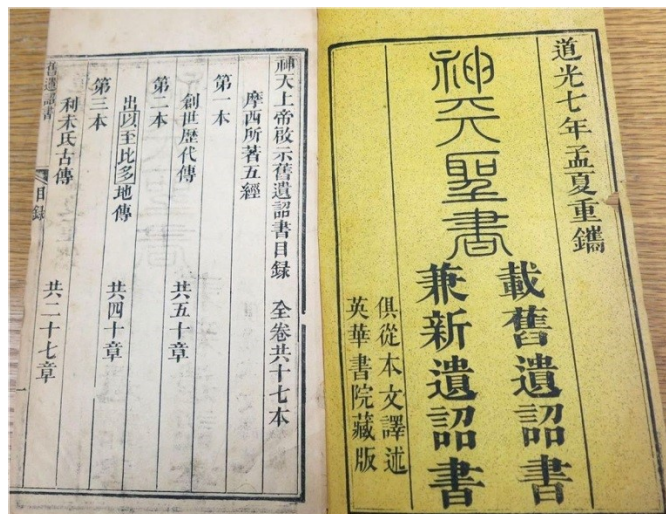 道光七年孟夏重鐫
神天聖書
載舊遺詔書
兼新遺詔書
俱從本文譯述
英華書院藏版
神天上帝啟示舊遺詔書目錄 全卷共十七本
摩西所著五經
第一本
創世歷代傳 共五十章
第二本
出以至比多地傳 共四十章
第三本
利未氏古傳 共二十七章
舊遺詔書 目錄